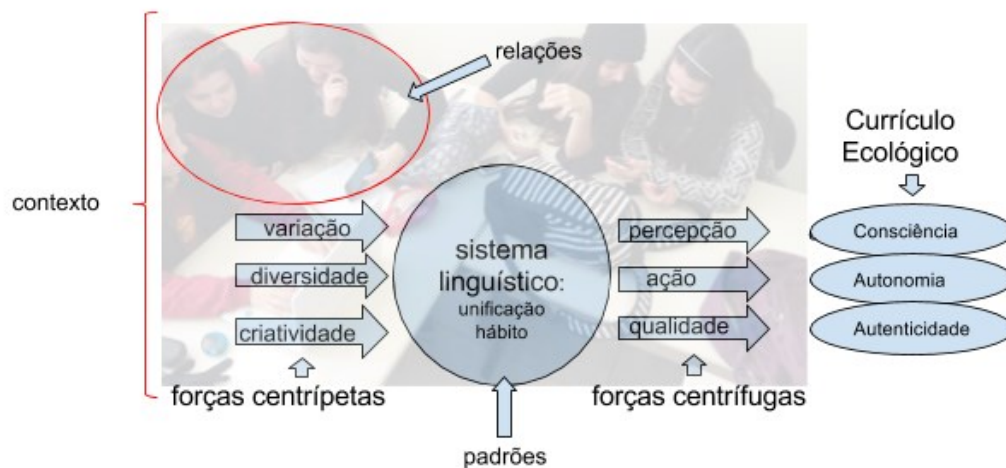 relações
Currículo
Ecológico
contexto
variação
diversidade
criatividade
sistema
linguístico:
unificação
hábito
percepção
ação
qualidade
Consciência
Autonomia
Autenticidade
forças centrípetas
forças centrífugas
padrões